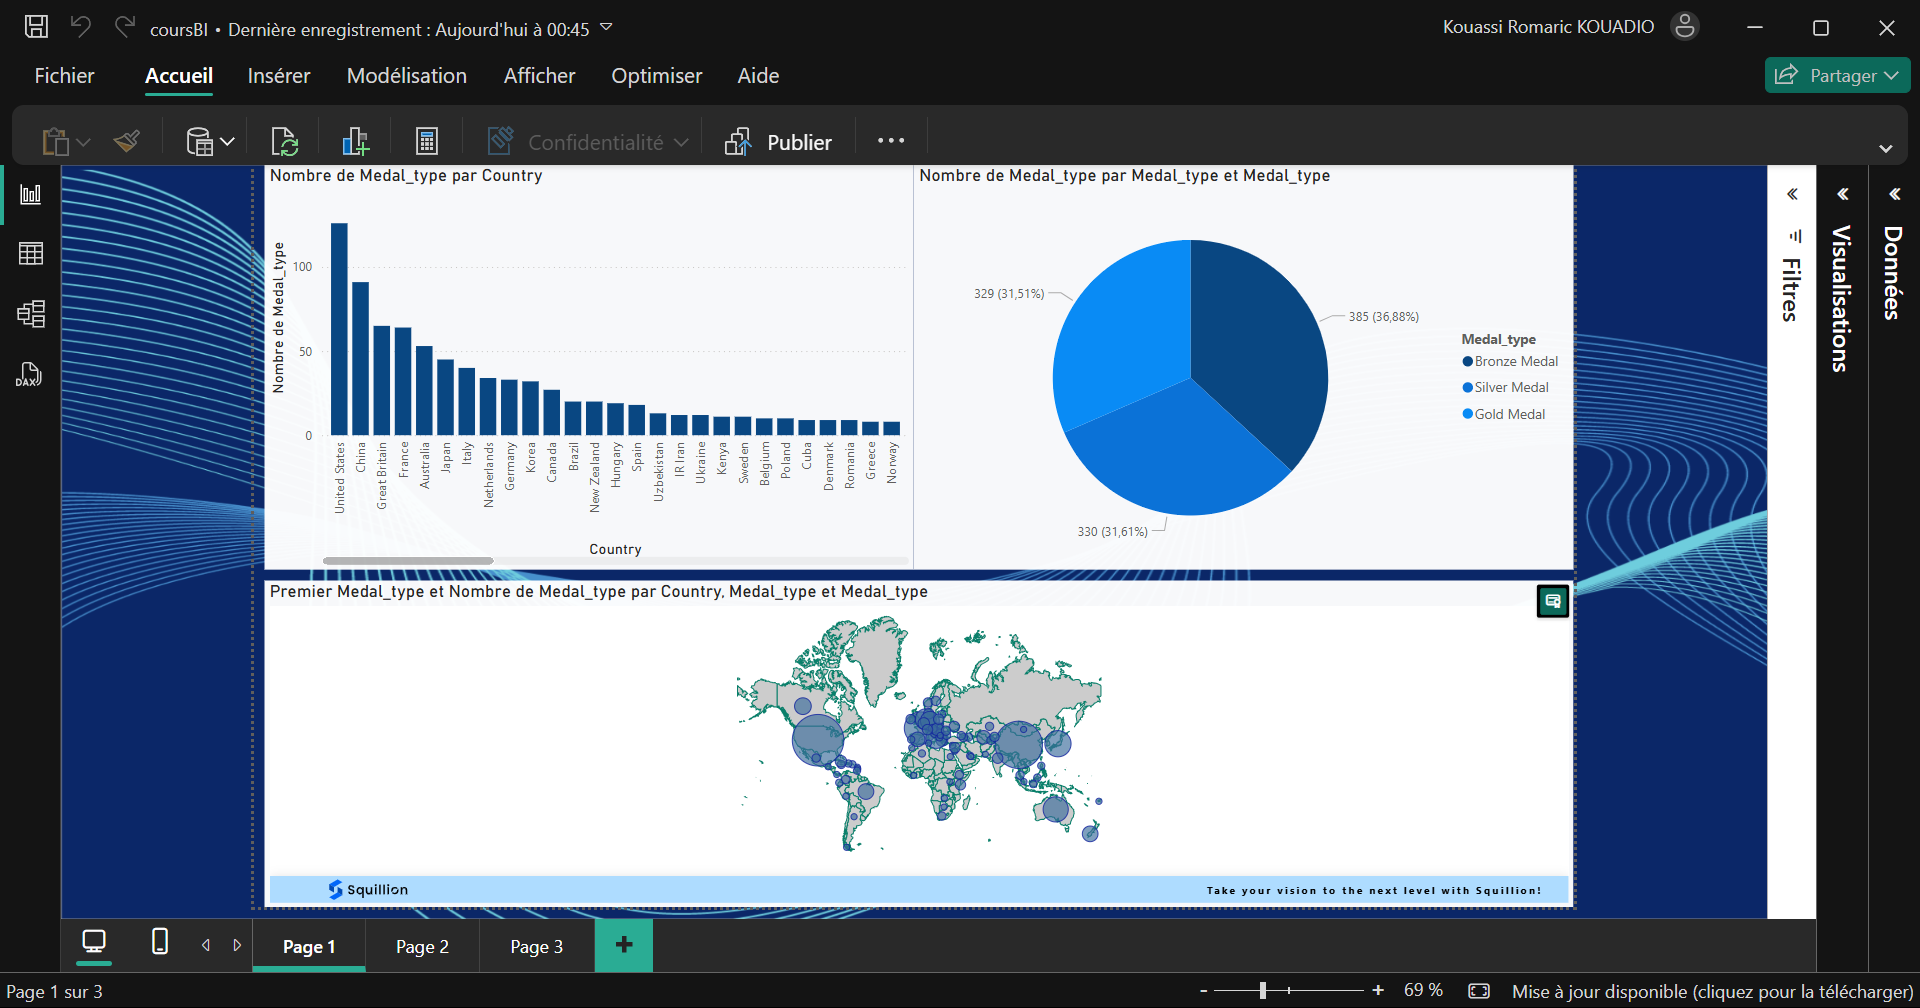 coursBI • Dernière enregistrement : Aujourd'hui à 00:45
Kouassi Romaric KOUADIO
Fichier Accueil Insérer Modélisation Afficher Optimiser Aide
Partager
Confidentialité
Publier
DAX
Nombre de Medal_type par Country
Nombre de Medal_type
100
50
0
United States
China
Great Britain
France
Australia
Japan
Italy
Netherlands
Germany
Korea
Canada
Brazil
New Zealand
Hungary
Spain
Uzbekistan
IR Iran
Ukraine
Kenya
Sweden
Belgium
Poland
Cuba
Denmark
Romania
Greece
Norway
Country
Nombre de Medal_type par Medal_type et Medal_type
329 (31,51%)
385 (36,88%)
330 (31,61%)
Medal_type
Bronze Medal
Silver Medal
Gold Medal
Premier Medal_type et Nombre de Medal_type par Country, Medal_type et Medal_type
Squillion
Take your vision to the next level with Squillion!
Filtres
Visualisations
Données
Page 1 Page 2 Page 3 +
Page 1 sur 3
- + 69 %
Mise à jour disponible (cliquez pour la télécharger)